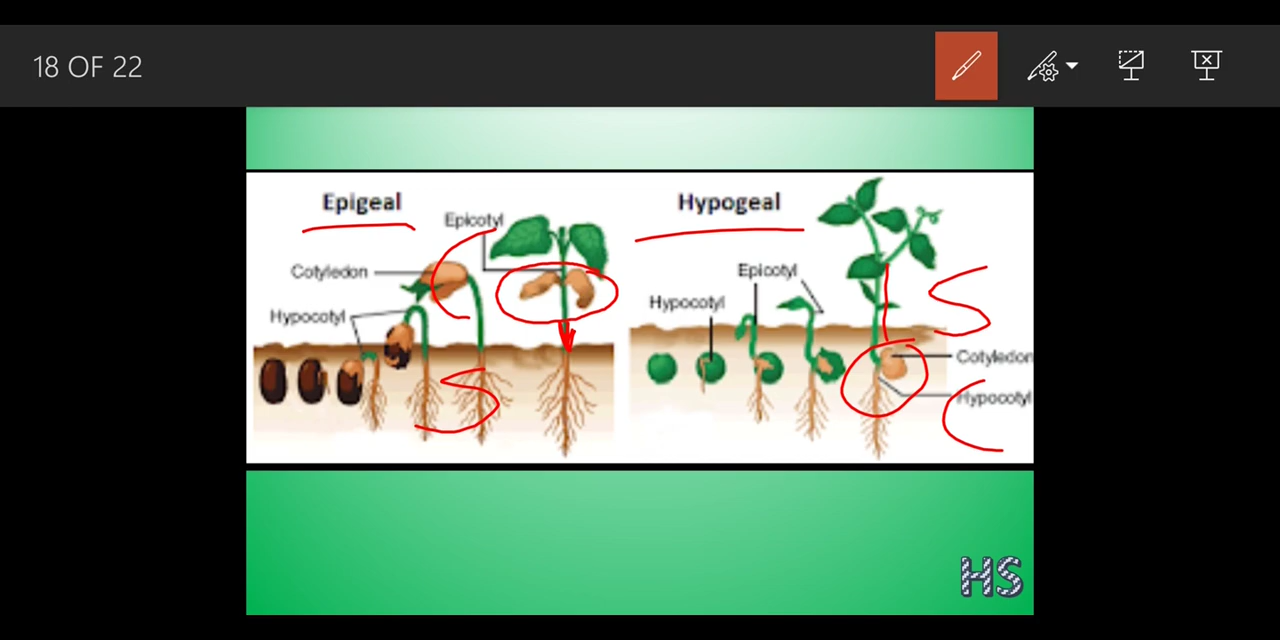 18 OF 22
Epigeal
Epicotyl
Cotyledon
Hypocotyl
C
S
Hypogeal
Epicotyl
Hypocotyl
S
Cotyledon
Hypocotyl
C
HS